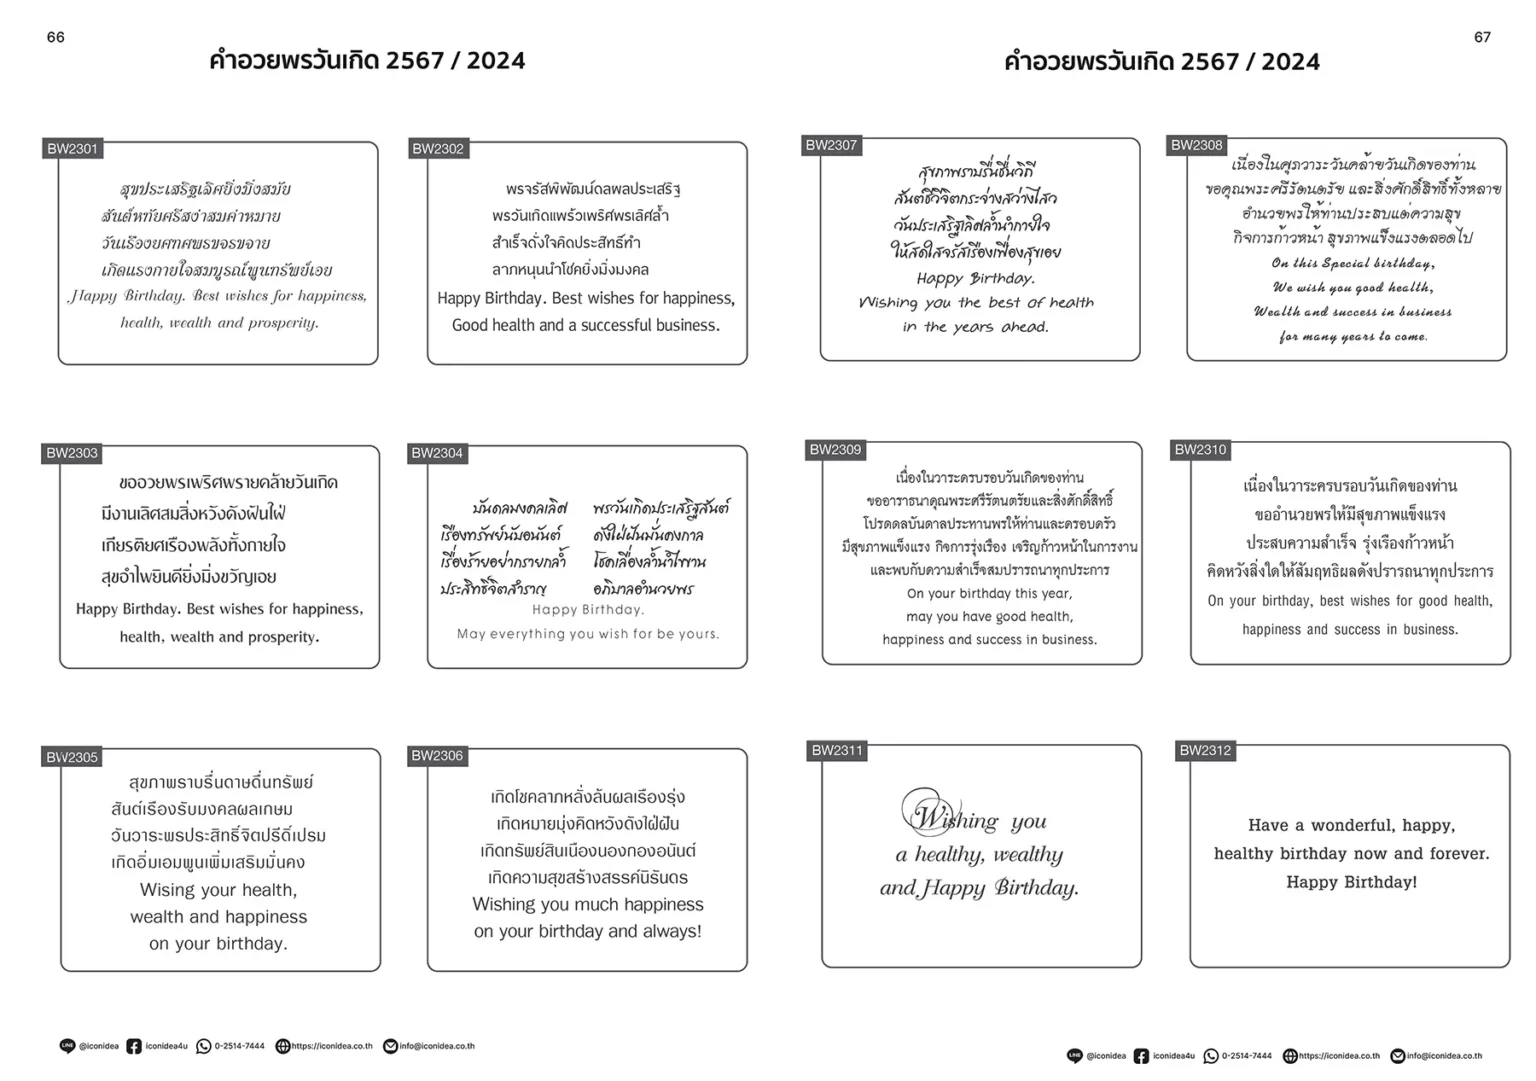 66
คำอวยพรวันเกิด 2567 / 2024
BW2301
สุขประเสริฐเลิศยิ่งมิ่งสมัย
สันต์หทัยศรีสง่าสมค่าหมาย
วันเรืองยศทศพรขจรขจาย
เกิดแรงกายใจสมบูรณ์พูนทรัพย์เอย
Happy Birthday. Best wishes for happiness,
health, wealth and prosperity.
BW2302
พรจรัสพิพัฒน์ดลพลประเสริฐ
พรวันเกิดแพร้วเพริศพรเลิศล้ำ
สำเร็จดั่งใจคิดประสิทธิ์ทำ
ลาภหนุนนำโชคยิ่งมิ่งมงคล
Happy Birthday. Best wishes for happiness,
Good health and a successful business.
BW2303
ขออวยพรเพริศพรายคล้ายวันเกิด
มีงานเลิศสมสิ่งหวังดังฝันใฝ่
เกียรติยศเรืองพลังทั้งกายใจ
สุขอำไพยินดียิ่งมิ่งขวัญเอย
Happy Birthday. Best wishes for happiness,
health, wealth and prosperity.
BW2304
บันดลมงคลเลิศ พรวันเกิดประเสริฐสันต์
เรืองทรัพย์นับอนันต์ ดังใฝ่ฝันมั่นคงกาล
เรื่องร้ายอย่ากรายกล้ำ โชคเลื่องล้ำน้ำไพศาน
ประสิทธิ์จิตสำราญ อภิบาลอำนวยพร
Happy Birthday.
May everything you wish for be yours.
BW2305
สุขภาพราบรื่นดาษดื่นทรัพย์
สันต์เรืองรับมงคลผลเกษม
วันวาระพรประสิทธิ์จิตปรีดิ์เปรม
เกิดอิ่มเอมพูนเพิ่มเสริมมั่นคง
Wising your health,
wealth and happiness
on your birthday.
BW2306
เกิดโชคลาภหลั่งล้นผลเรืองรุ่ง
เกิดหมายมุ่งคิดหวังดังใฝ่ฝัน
เกิดทรัพย์สินเนืองนองกองอนันต์
เกิดความสุขสร้างสรรค์นิรันดร
Wishing you much happiness
on your birthday and always!
@iconidea iconidea4u 0-2514-7444 https://iconidea.co.th info@iconidea.co.th
67
คำอวยพรวันเกิด 2567 / 2024
BW2307
สุขภาพราบรื่นชื่นวิถี
สันต์ชีวีจิตกระจ่างสว่างไสว
วันประเสริฐเลิศล้ำนำกายใจ
ให้สดใสจรัสเรืองเฟื่องสุขเอย
Happy Birthday.
Wishing you the best of health
in the years ahead.
BW2308
เนื่องในศุภวาระวันคล้ายวันเกิดของท่าน
ขอคุณพระศรีรัตนตรัย และสิ่งศักดิ์สิทธิ์ทั้งหลาย
อำนวยพรให้ท่านประสบแต่ความสุข
กิจการก้าวหน้า สุขภาพแข็งแรงตลอดไป
On this Special birthday,
We wish you good health,
Wealth and success in business
for many years to come.
BW2309
เนื่องในวาระครบรอบวันเกิดของท่าน
ขออาราธนาคุณพระศรีรัตนตรัยและสิ่งศักดิ์สิทธิ์
โปรดดลบันดาลประทานพรให้ท่านและครอบครัว
มีสุขภาพแข็งแรง กิจการรุ่งเรือง เจริญก้าวหน้าในการงาน
และพบกับความสำเร็จสมปรารถนาทุกประการ
On your birthday this year,
may you have good health,
happiness and success in business.
BW2310
เนื่องในวาระครบรอบวันเกิดของท่าน
ขออำนวยพรให้มีสุขภาพแข็งแรง
ประสบความสำเร็จ รุ่งเรืองก้าวหน้า
คิดหวังสิ่งใดให้สัมฤทธิผลดังปรารถนาทุกประการ
On your birthday, best wishes for good health,
happiness and success in business.
BW2311
Wishing you
a healthy, wealthy
and Happy Birthday.
BW2312
Have a wonderful, happy,
healthy birthday now and forever.
Happy Birthday!
@iconidea iconidea4u 0-2514-7444 https://iconidea.co.th info@iconidea.co.th